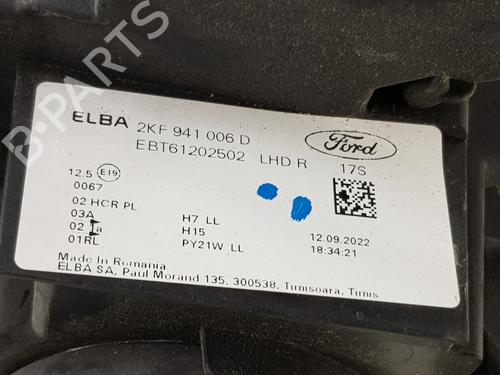 B-PARTS
ELBA 2KF 941 006 D
EBT61202502 LHD R
Ford
17S
12.5 E19
0067
02 HCR PL
03A H7 LL
02 Ia H15
01RL PY21W LL
12.09.2022
18:34:21
Made In Romania
ELBA SA, Paul Morand 135, 300538, Timisoara, Timis